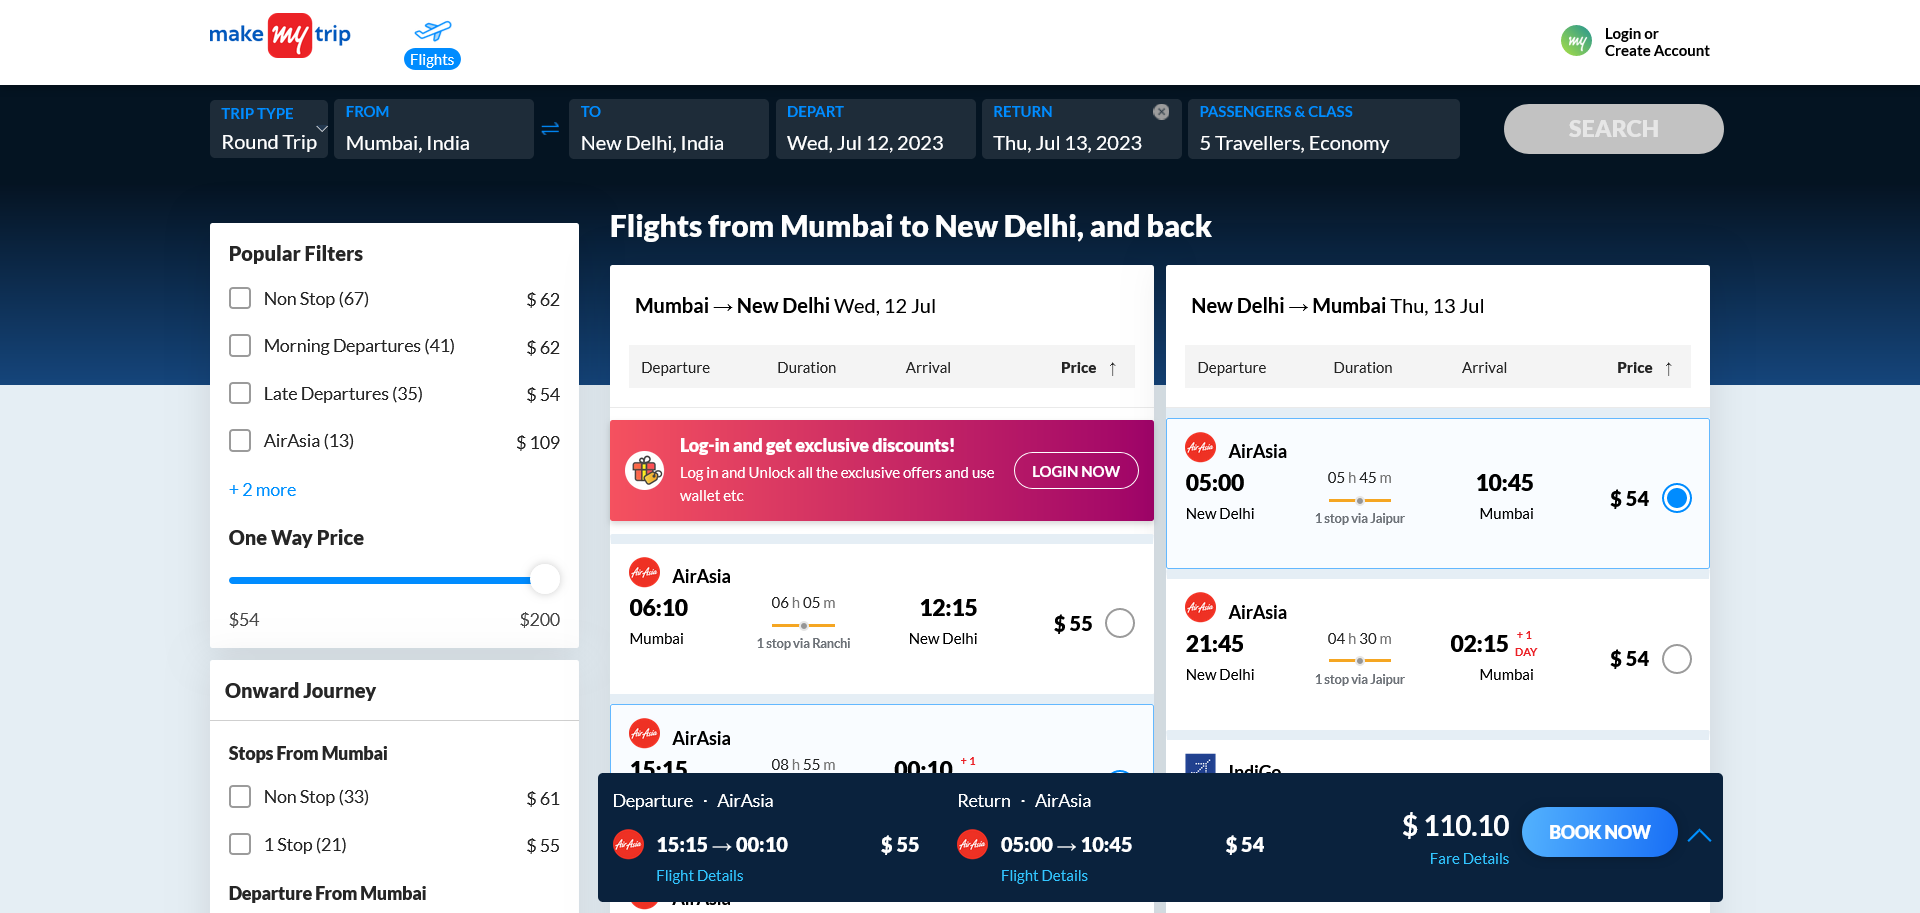 make my trip
Flights
my
Login or
Create Account
TRIP TYPE
Round Trip
FROM
Mumbai, India
TO
New Delhi, India
DEPART
Wed, Jul 12, 2023
RETURN
Thu, Jul 13, 2023
PASSENGERS & CLASS
5 Travellers, Economy
SEARCH
Popular Filters
Non Stop (67) $ 62
Morning Departures (41) $ 62
Late Departures (35) $ 54
AirAsia (13) $ 109
+ 2 more
One Way Price
$54 $200
Onward Journey
Stops From Mumbai
Non Stop (33) $ 61
1 Stop (21) $ 55
Departure From Mumbai
Flights from Mumbai to New Delhi, and back
Mumbai → New Delhi Wed, 12 Jul
Departure Duration Arrival Price ↑
Log-in and get exclusive discounts!
Log in and Unlock all the exclusive offers and use
wallet etc
LOGIN NOW
AirAsia AirAsia
06:10 06 h 05 m 12:15 $ 55
Mumbai 1 stop via Ranchi New Delhi
AirAsia AirAsia
15:15 08 h 55 m 00:10 + 1
AirAsia
New Delhi → Mumbai Thu, 13 Jul
Departure Duration Arrival Price ↑
AirAsia AirAsia
05:00 05 h 45 m 10:45 $ 54
New Delhi 1 stop via Jaipur Mumbai
AirAsia AirAsia
21:45 04 h 30 m 02:15 + 1 DAY $ 54
New Delhi 1 stop via Jaipur Mumbai
IndiGo
Departure · AirAsia
AirAsia 15:15 → 00:10 $ 55
Flight Details
Return · AirAsia
AirAsia 05:00 → 10:45 $ 54
Flight Details
$ 110.10
Fare Details
BOOK NOW